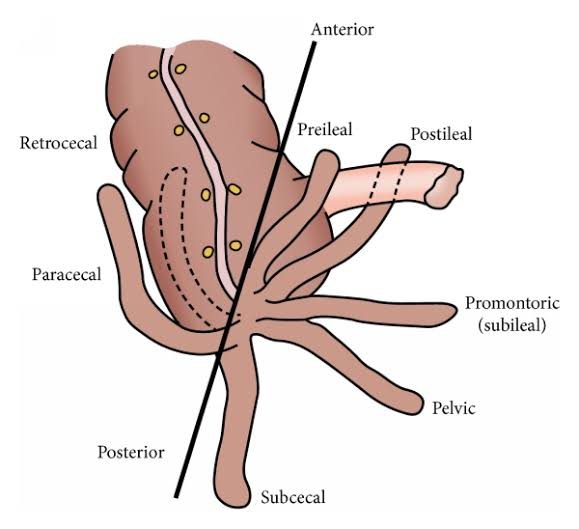 Anterior
Preileal
Postileal
Retrocecal
Paracecal
Promontoric
(subileal)
Pelvic
Posterior
Subcecal